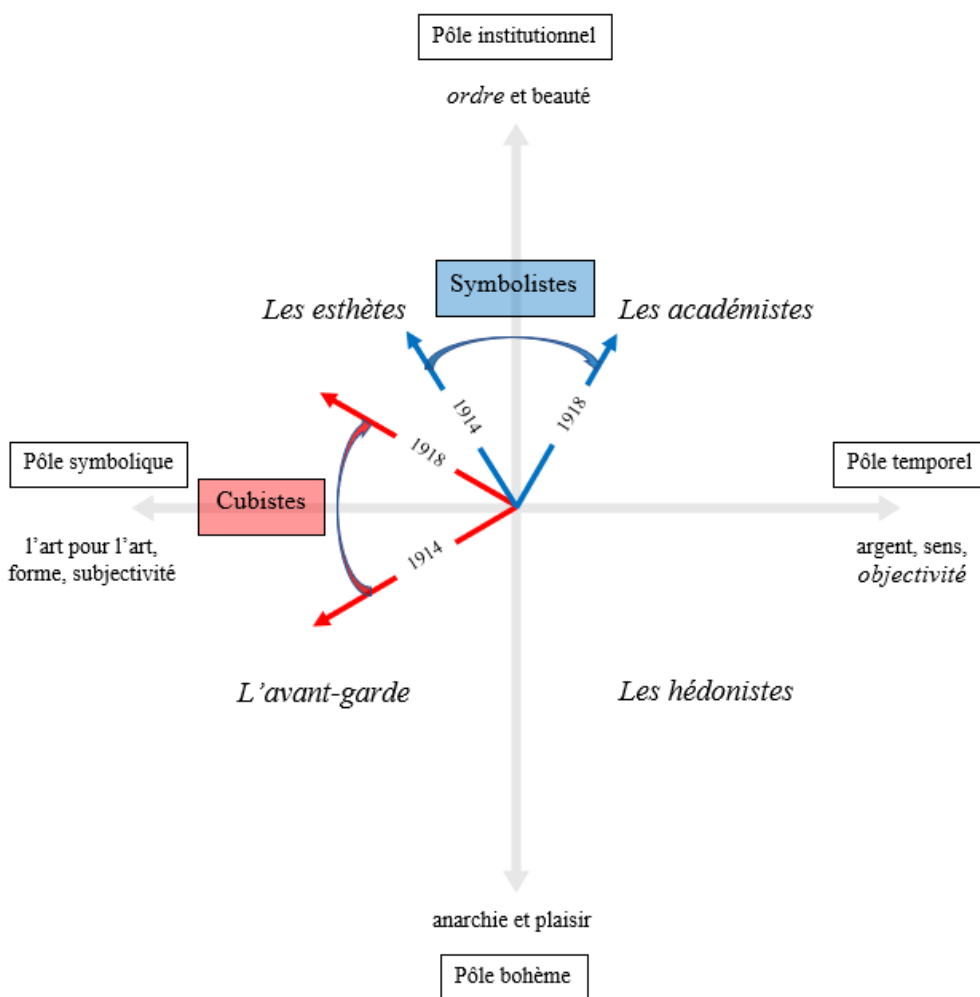 Pôle institutionnel
ordre et beauté
Symbolistes
Les esthètes
Les académistes
1914
1918
1918
Pôle symbolique
Pôle temporel
Cubistes
l’art pour l’art,
forme, subjectivité
argent, sens,
objectivité
1914
L’avant-garde
Les hédonistes
anarchie et plaisir
Pôle bohème